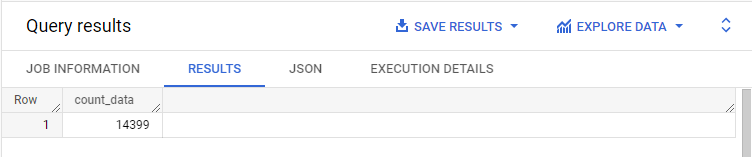 Query results
SAVE RESULTS
EXPLORE DATA
JOB INFORMATION RESULTS JSON EXECUTION DETAILS
Row count_data
1 14399